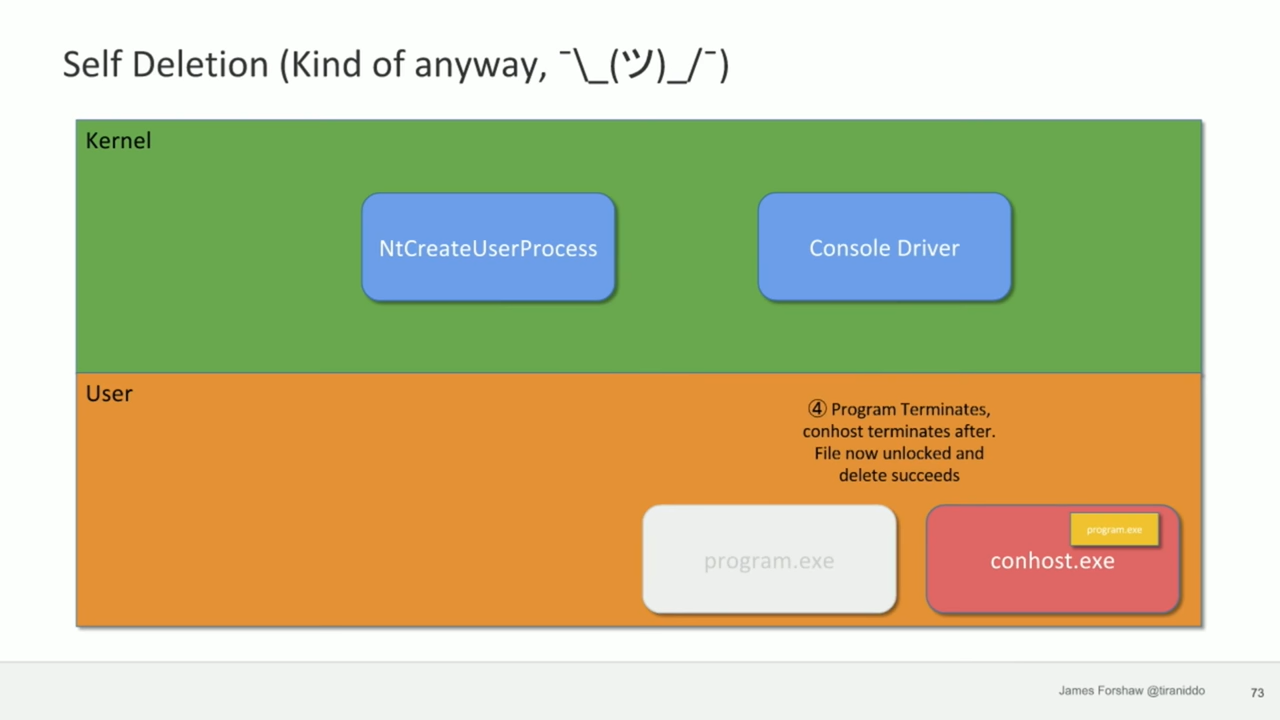 Self Deletion (Kind of anyway, ¯\_(ツ)_/¯)
Kernel
NtCreateUserProcess
Console Driver
User
④ Program Terminates,
conhost terminates after.
File now unlocked and
delete succeeds
program.exe
program.exe
conhost.exe
James Forshaw @tiraniddo
73